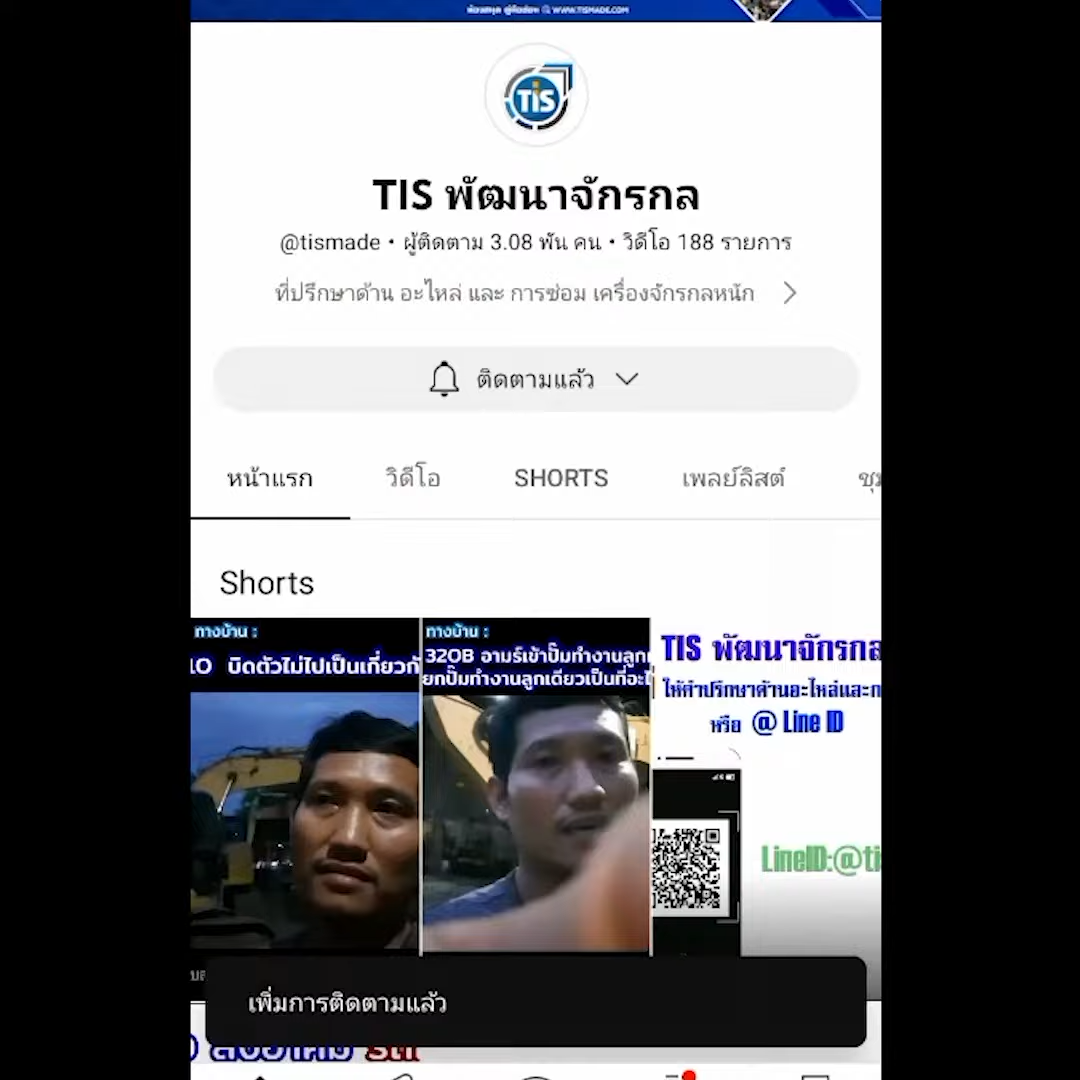 WWW.TISMADE.COM
TIS
TIS พัฒนาจักรกล
@tismade • ผู้ติดตาม 3.08 พัน คน • วิดีโอ 188 รายการ
ที่ปรึกษาด้าน อะไหล่ และ การซ่อม เครื่องจักรกลหนัก
ติดตามแล้ว
หน้าแรก วิดีโอ SHORTS เพลย์ลิสต์
Shorts
ทางบ้าน :
บิดตัวไม่ไปเป็นเกี่ยวกั
ทางบ้าน :
320B อามร์เข้าปั๊มทำงานลูก
ยกปั๊มทำงานลูกเดียวเป็นที่อะไ
TIS พัฒนาจักรกล
ให้คำปรึกษาด้านอะไหล่และก
หรือ @ Line ID
LineID:@ti
เพิ่มการติดตามแล้ว